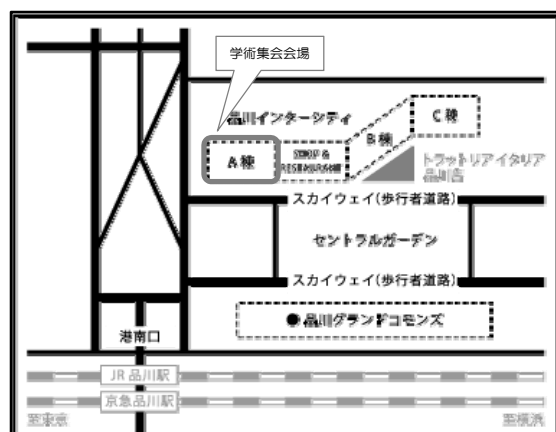 学術集会会場
品川インターシティ
C棟
B棟
A棟
SHOP &
RESTAURANT
トラットリアイタリア
品川店
スカイウェイ(歩行者道路)
セントラルガーデン
スカイウェイ(歩行者道路)
●品川グランドコモンズ
港南口
JR品川駅
京急品川駅
至東京
至横浜